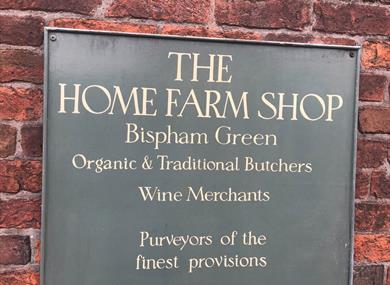 THE
HOME FARM SHOP
Bispham Green
Organic & Traditional Butchers
Wine Merchants
Purveyors of the
finest provisions